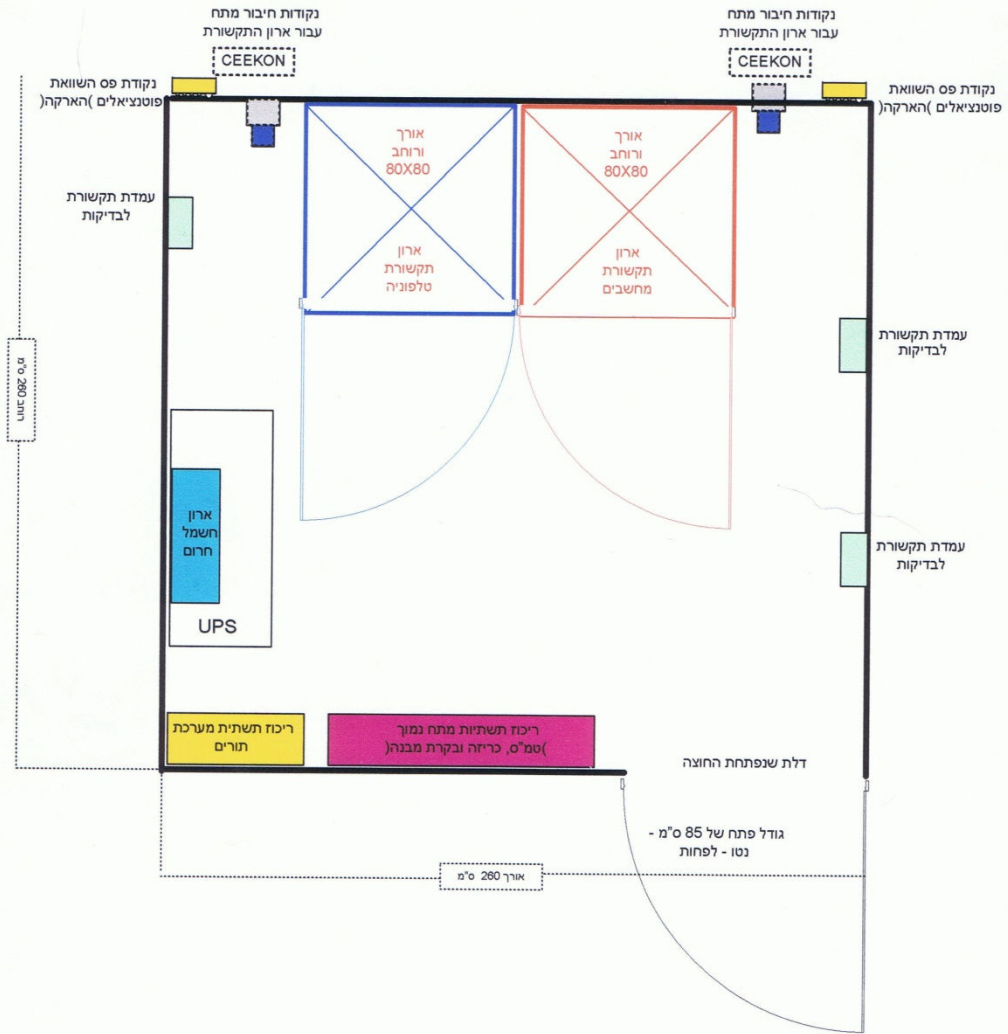 נקודות חיבור מתח
עבור ארון התקשורת
CEEKON
נקודות חיבור מתח
עבור ארון התקשורת
CEEKON
נקודת פס השוואת
פוטנציאלים )הארקה(
נקודת פס השוואת
פוטנציאלים )הארקה(
אורך
ורוחב
80X80
ארון
תקשורת
מחשבים
אורך
ורוחב
80X80
ארון
תקשורת
טלפוניה
עמדת תקשורת
לבדיקות
עמדת תקשורת
לבדיקות
עמדת תקשורת
לבדיקות
רוחב 260 ס"מ
ארון
חשמל
חרום
UPS
ריכוז תשתיות מתח נמוך
)טמ"ס, כריזה ובקרת מבנה(
ריכוז תשתית מערכת
תורים
דלת שנפתחת החוצה
גודל פתח של 85 ס"מ -
נטו - לפחות
אורך 260 ס"מ